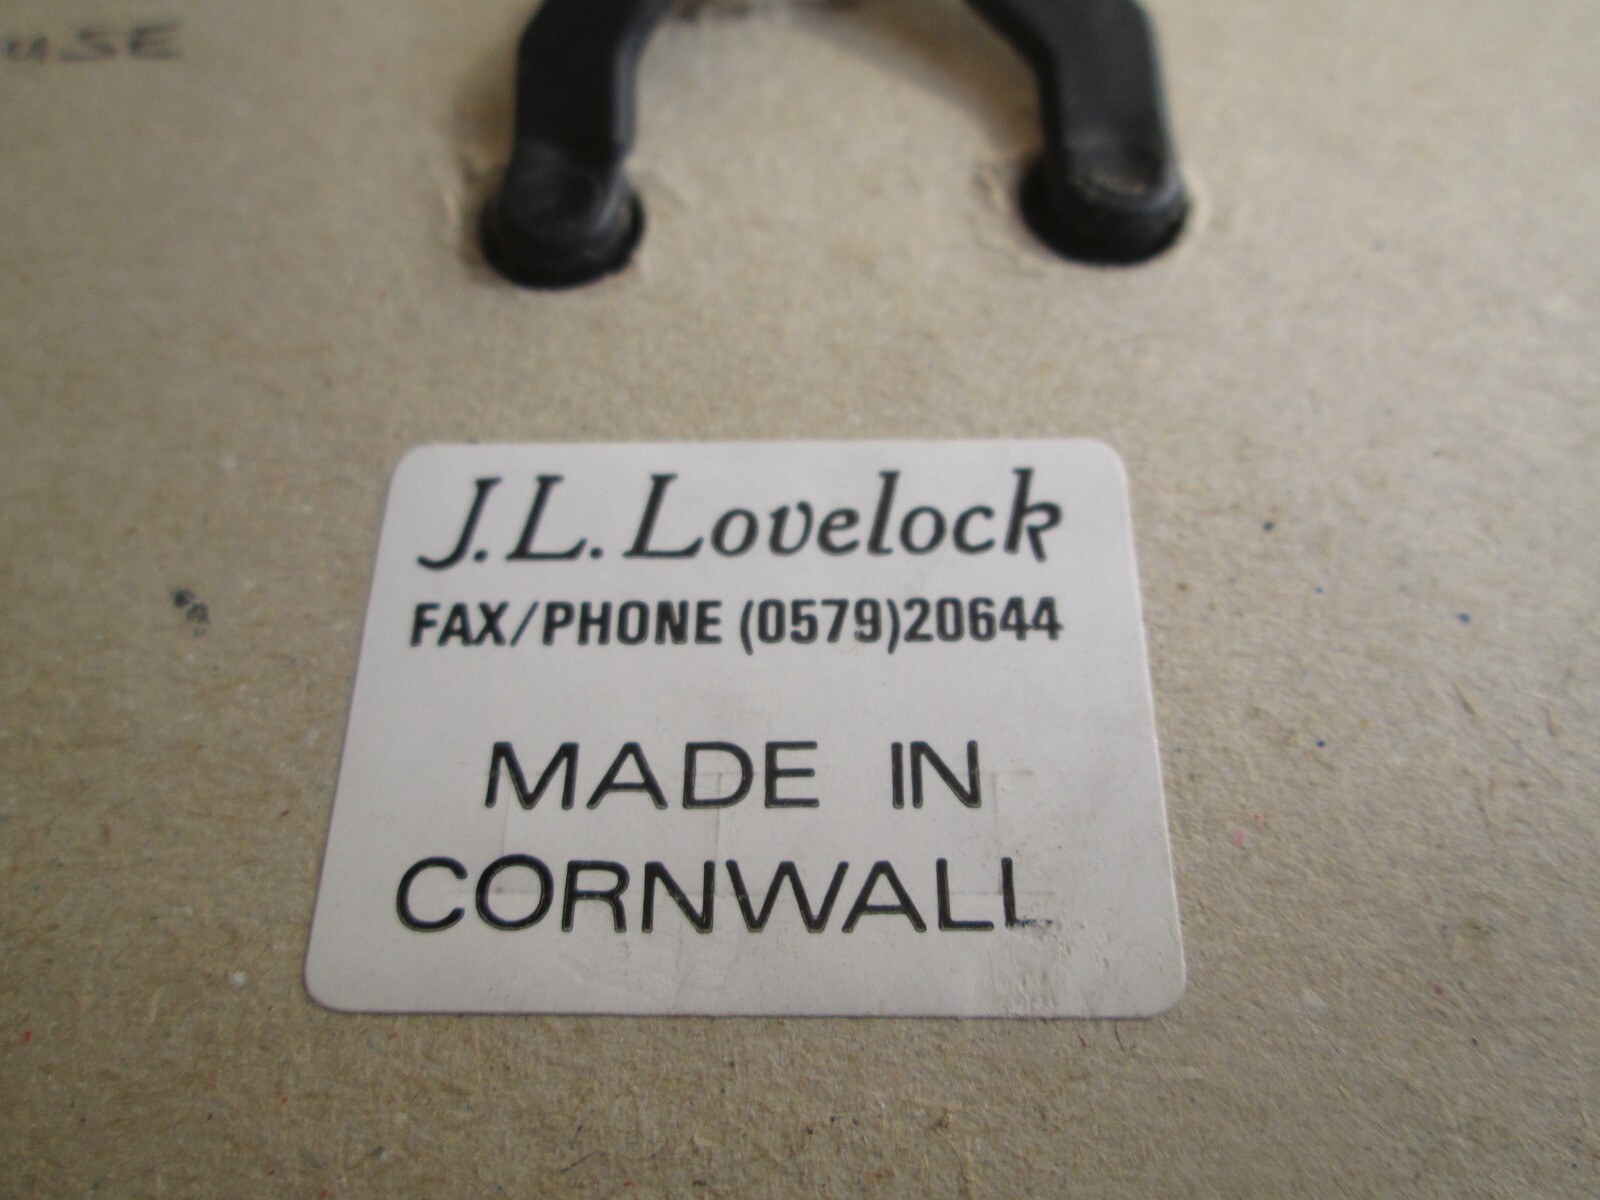 J.L. Lovelock
FAX/PHONE (0579)20644
MADE IN
CORNWALL